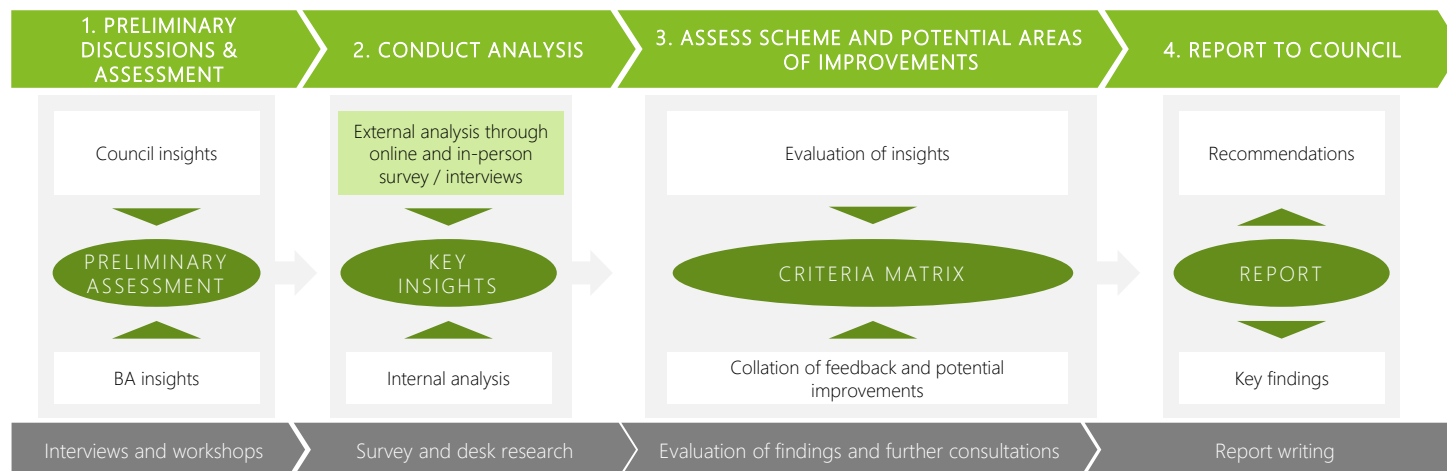 1. PRELIMINARY
DISCUSSIONS &
ASSESSMENT
2. CONDUCT ANALYSIS
3. ASSESS SCHEME AND POTENTIAL AREAS
OF IMPROVEMENTS
4. REPORT TO COUNCIL
Council insights
PRELIMINARY
ASSESSMENT
BA insights
External analysis through
online and in-person
survey / interviews
KEY
INSIGHTS
Internal analysis
Evaluation of insights
CRITERIA MATRIX
Collation of feedback and potential
improvements
Recommendations
REPORT
Key findings
Interviews and workshops
Survey and desk research
Evaluation of findings and further consultations
Report writing